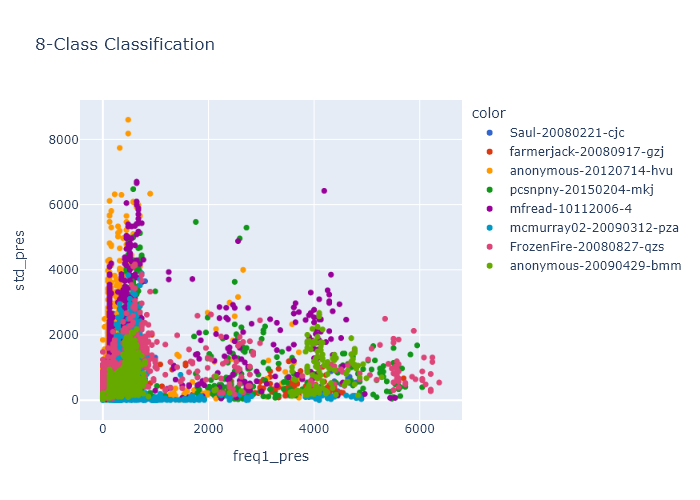 8-Class Classification
color
Saul-20080221-cjc
farmerjack-20080917-gzj
anonymous-20120714-hvu
pcsnpny-20150204-mkj
mfread-10112006-4
mcmurray02-20090312-pza
FrozenFire-20080827-qzs
anonymous-20090429-bmm
8000
6000
4000
2000
0
std_pres
0
2000
4000
6000
freq1_pres